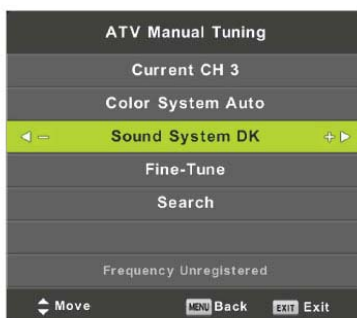 ATV Manual Tuning
Current CH 3
Color System Auto
Sound System DK
Fine-Tune
Search
Frequency Unregistered
Move MENU Back EXIT Exit